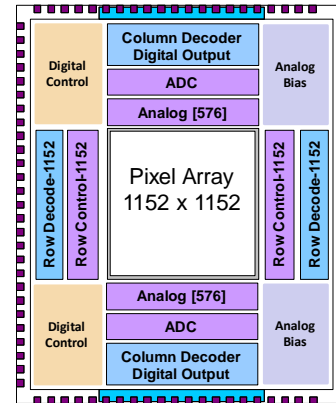 Column Decoder
Digital Output
Digital
Control
ADC
Analog
Bias
Analog [576]
Row Decode-1152
Row Control-1152
Pixel Array
1152 x 1152
Row Control-1152
Row Decode-1152
Analog [576]
Digital
Control
ADC
Analog
Bias
Column Decoder
Digital Output